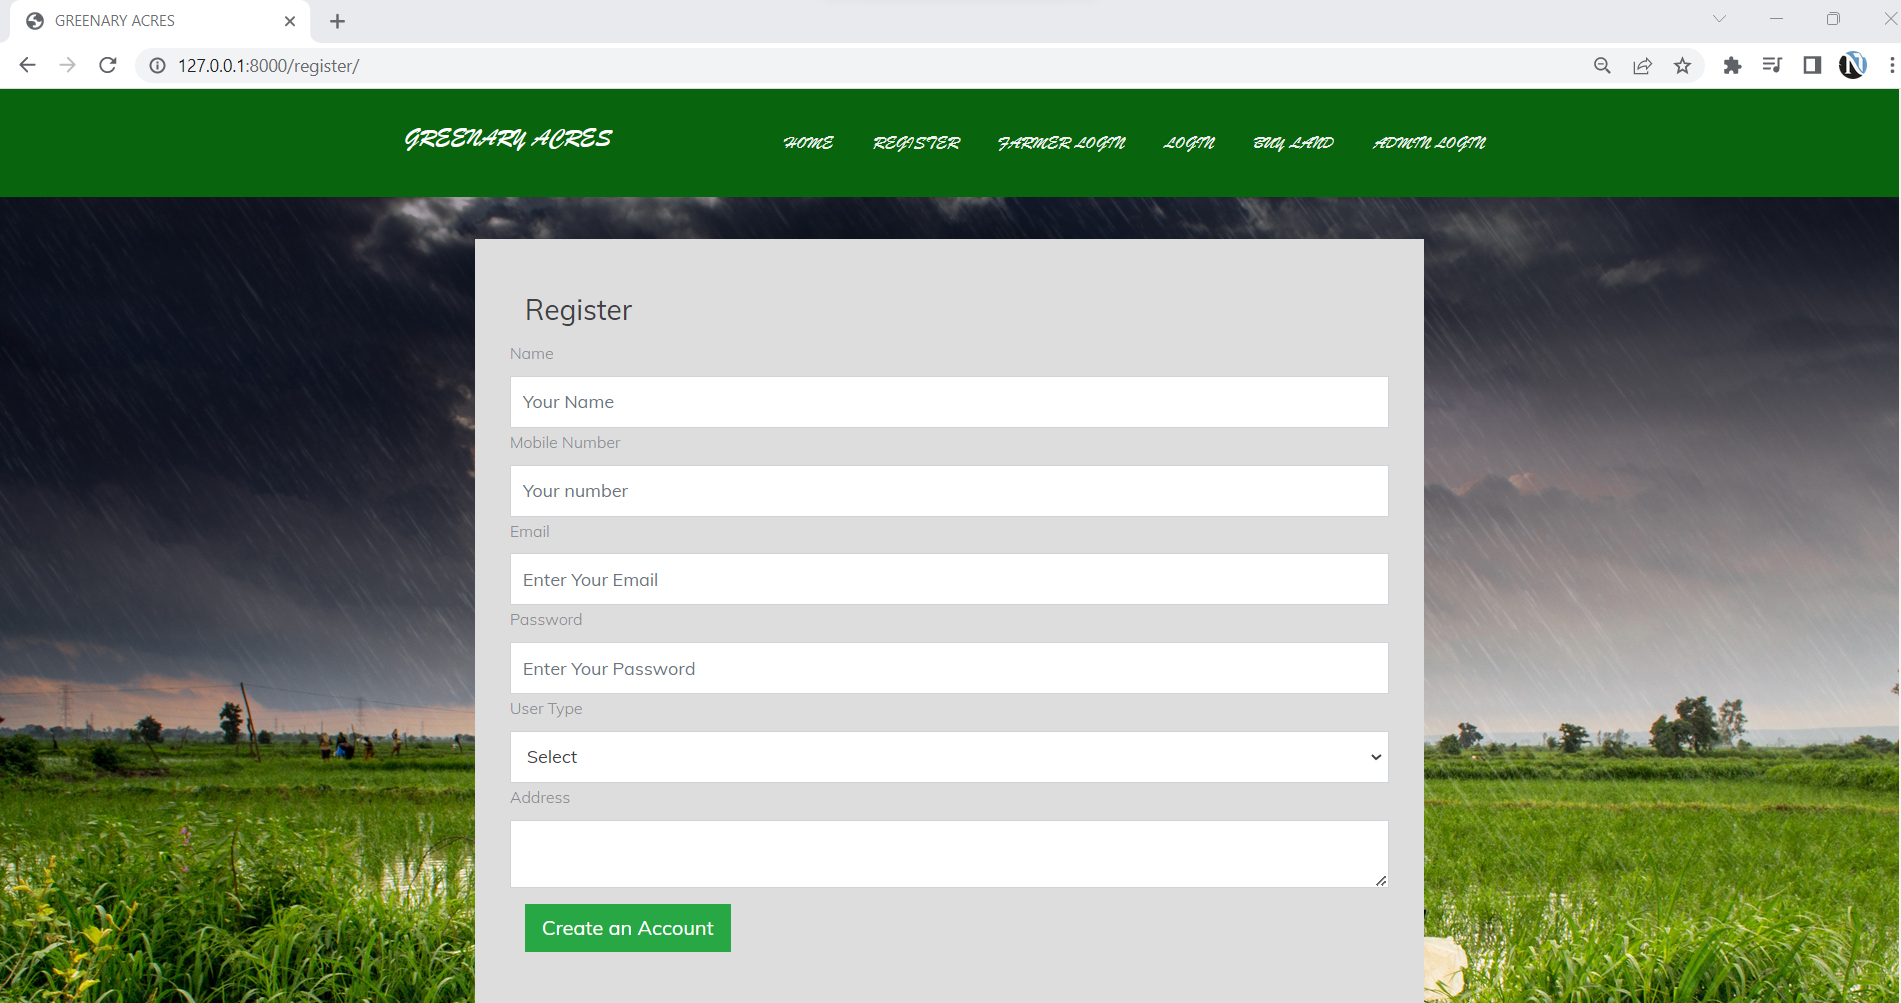 GREENARY ACRES
127.0.0.1:8000/register/
GREENARY ACRES HOME REGISTER FARMER LOGIN LOGIN BUY LAND ADMIN LOGIN
Register
Name
Your Name
Mobile Number
Your number
Email
Enter Your Email
Password
Enter Your Password
User Type
Select
Address
Create an Account